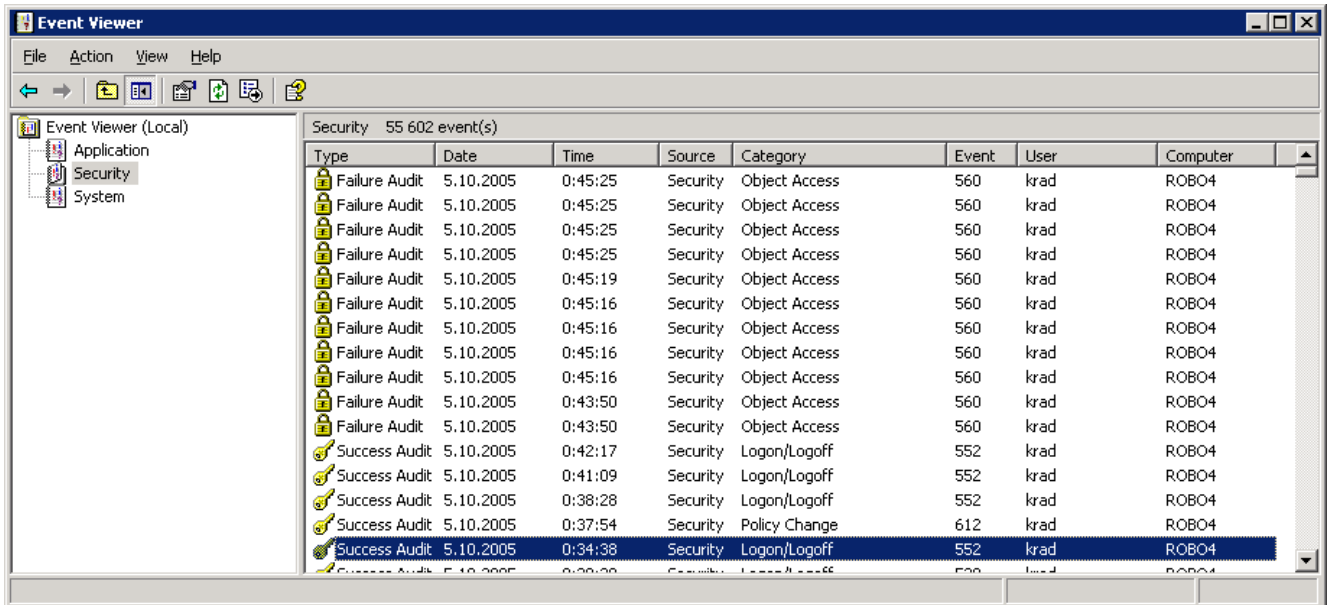 Event Viewer
File Action View Help
Event Viewer (Local)
Application
Security
System
Security 55 602 event(s)
Type Date Time Source Category Event User Computer
Failure Audit 5.10.2005 0:45:25 Security Object Access 560 krad ROBO4
Failure Audit 5.10.2005 0:45:25 Security Object Access 560 krad ROBO4
Failure Audit 5.10.2005 0:45:25 Security Object Access 560 krad ROBO4
Failure Audit 5.10.2005 0:45:25 Security Object Access 560 krad ROBO4
Failure Audit 5.10.2005 0:45:19 Security Object Access 560 krad ROBO4
Failure Audit 5.10.2005 0:45:16 Security Object Access 560 krad ROBO4
Failure Audit 5.10.2005 0:45:16 Security Object Access 560 krad ROBO4
Failure Audit 5.10.2005 0:45:16 Security Object Access 560 krad ROBO4
Failure Audit 5.10.2005 0:45:16 Security Object Access 560 krad ROBO4
Failure Audit 5.10.2005 0:43:50 Security Object Access 560 krad ROBO4
Failure Audit 5.10.2005 0:43:50 Security Object Access 560 krad ROBO4
Success Audit 5.10.2005 0:42:17 Security Logon/Logoff 552 krad ROBO4
Success Audit 5.10.2005 0:41:09 Security Logon/Logoff 552 krad ROBO4
Success Audit 5.10.2005 0:38:28 Security Logon/Logoff 552 krad ROBO4
Success Audit 5.10.2005 0:37:54 Security Policy Change 612 krad ROBO4
Success Audit 5.10.2005 0:34:38 Security Logon/Logoff 552 krad ROBO4